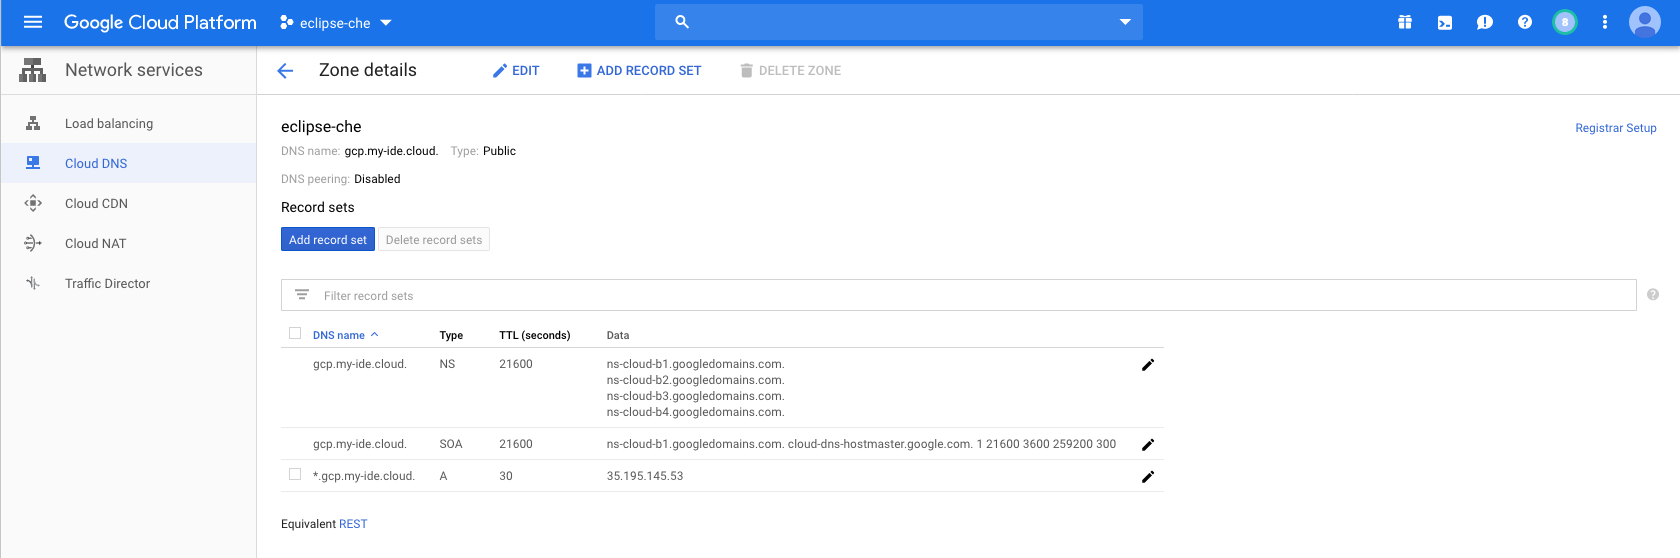 Google Cloud Platform eclipse-che 8
Network services Zone details EDIT ADD RECORD SET DELETE ZONE
Load balancing
Cloud DNS
Cloud CDN
Cloud NAT
Traffic Director
eclipse-che
Registrar Setup
DNS name: gcp.my-ide.cloud. Type: Public
DNS peering: Disabled
Record sets
Add record set Delete record sets
Filter record sets
DNS name Type TTL (seconds) Data
gcp.my-ide.cloud. NS 21600 ns-cloud-b1.googledomains.com.
ns-cloud-b2.googledomains.com.
ns-cloud-b3.googledomains.com.
ns-cloud-b4.googledomains.com.
gcp.my-ide.cloud. SOA 21600 ns-cloud-b1.googledomains.com. cloud-dns-hostmaster.google.com. 1 21600 3600 259200 300
*.gcp.my-ide.cloud. A 30 35.195.145.53
Equivalent REST